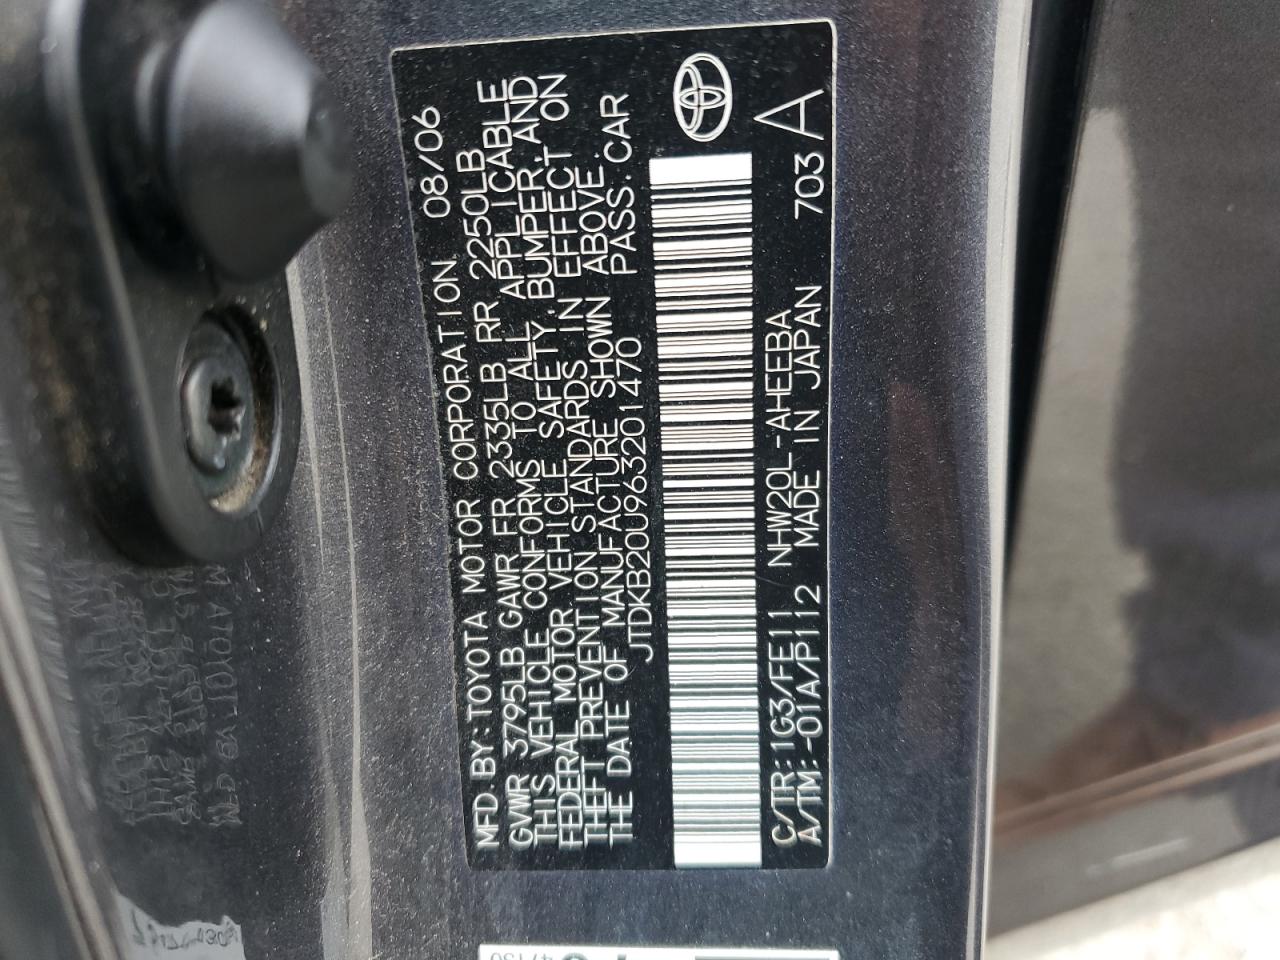 MFD. BY: TOYOTA MOTOR CORPORATION 08/06
GVWR 3795LB GAWR FR 2335LB RR 2250LB
THIS VEHICLE CONFORMS TO ALL APPLICABLE
FEDERAL MOTOR VEHICLE SAFETY, BUMPER, AND
THEFT PREVENTION STANDARDS IN EFFECT ON
THE DATE OF MANUFACTURE SHOWN ABOVE.
JTDKB20U963201470 PASS. CAR
C/TR: 1G3/FE11 NHW20L-AHEEBA
A/TM: -01A/P112 MADE IN JAPAN 703 A
47130